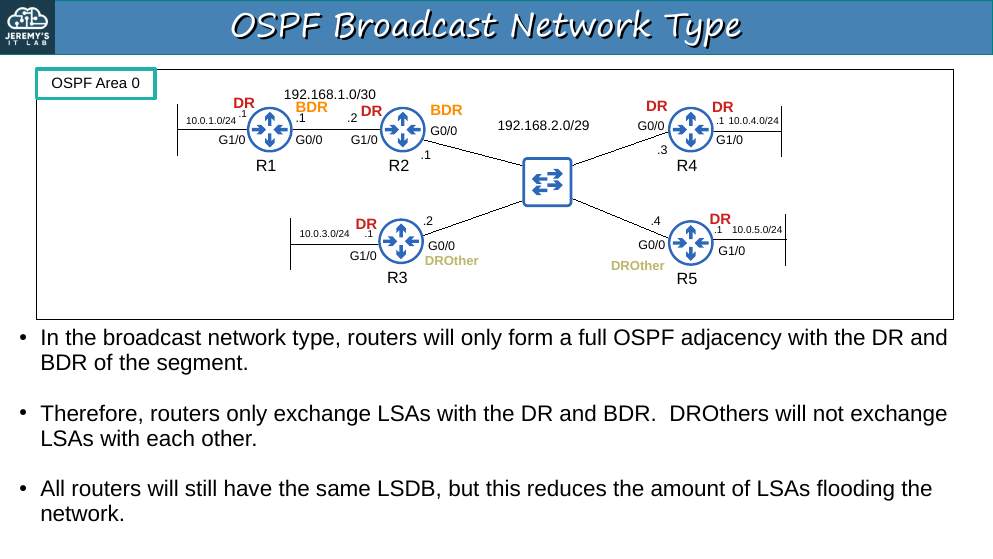 JEREMY'S
IT LAB
OSPF Broadcast Network Type
OSPF Area 0
192.168.1.0/30
DR
BDR
DR
BDR
10.0.1.0/24
.1
.1
.2
G1/0
G0/0
G1/0
G0/0
.1
R1
R2
192.168.2.0/29
DR
DR
G0/0
.1
10.0.4.0/24
G1/0
.3
R4
DR
.2
10.0.3.0/24
.1
G1/0
G0/0
DROther
R3
.4
DR
.1
10.0.5.0/24
G0/0
G1/0
DROther
R5
• In the broadcast network type, routers will only form a full OSPF adjacency with the DR and
BDR of the segment.
• Therefore, routers only exchange LSAs with the DR and BDR.  DROthers will not exchange
LSAs with each other.
• All routers will still have the same LSDB, but this reduces the amount of LSAs flooding the
network.